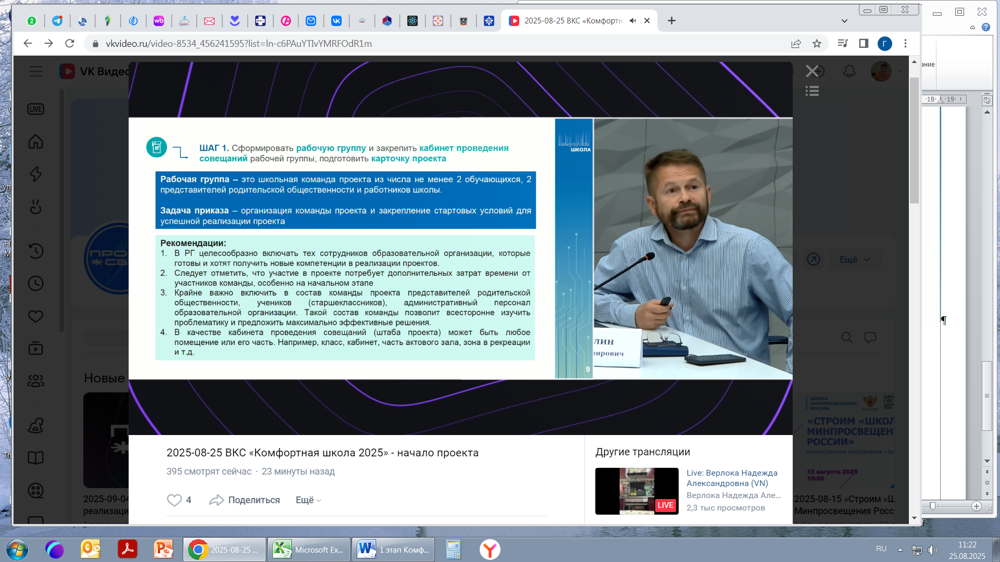 2
2025-08-25 ВКС «Комфортн
vkvideo.ru/video-8534_456241595?list=ln-c6PAuYTIvYMRFOdR1m
Г
ание
VK Видео
LIVE
18 · 19
Комфортная
ШКОЛА
ШАГ 1. Сформировать рабочую группу и закрепить кабинет проведения
совещаний рабочей группы, подготовить карточку проекта
Рабочая группа – это школьная команда проекта из числа не менее 2 обучающихся, 2
представителей родительской общественности и работников школы.
Задача приказа – организация команды проекта и закрепление стартовых условий для
успешной реализации проекта
Рекомендации:
1. В РГ целесообразно включать тех сотрудников образовательной организации, которые
готовы и хотят получить новые компетенции в реализации проектов.
2. Следует отметить, что участие в проекте потребует дополнительных затрат времени от
участников команды, особенно на начальном этапе
3. Крайне важно включить в состав команды проекта представителей родительской
общественности, учеников (старшеклассников), административный персонал
образовательной организации. Такой состав команды позволит всесторонне изучить
проблематику и предложить максимально эффективные решения.
4. В качестве кабинета проведения совещаний (штаба проекта) может быть любое
помещение или его часть. Например, класс, кабинет, часть актового зала, зона в рекреации
и т.д.
9
ЛИН
мирович
ПРО
СВ
Ещё
Новые
ШКОЛА
МИНПРОСВЕЩЕНИЯ
РОССИИ
«СТРОИМ «ШКОЛ
МИНПРОСВЕЩЕН
РОССИИ»
магистральное направление «Зд
15 августа 2025
10:00
2025-08-25 ВКС «Комфортная школа 2025» - начало проекта
395 смотрят сейчас · 23 минуты назад
4
Поделиться
Ещё
Другие трансляции
Live: Верлока Надежда
Александровна (VN)
Верлока Надежда Але...
2,3 тыс просмотров
LIVE
2025-09-04
реализаци
2025-08-15 «Строим «Ш
Минпросвещения Росс
2025-08-25 ...
Microsoft Ex...
1 этап Комф...
RU
11:22
25.08.2025